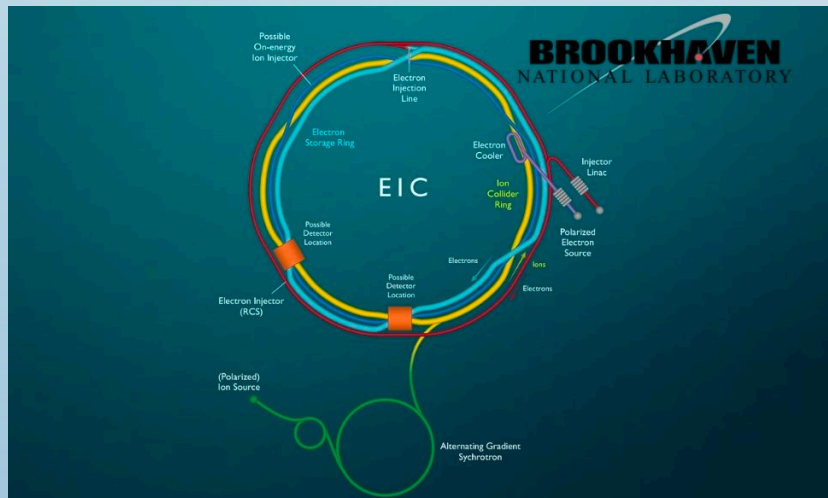 Possible
On-energy
Ion Injector
BROOKHAVEN
NATIONAL LABORATORY
Electron
Injection
Line
Electron
Storage Ring
Electron
Cooler
Injector
Linac
EIC
Ion
Collider
Ring
Polarized
Electron
Source
Possible
Detector
Location
Electrons
Ions
Possible
Detector
Location
Electrons
Electron Injector
(RCS)
(Polarized)
Ion Source
Alternating Gradient
Sychrotron